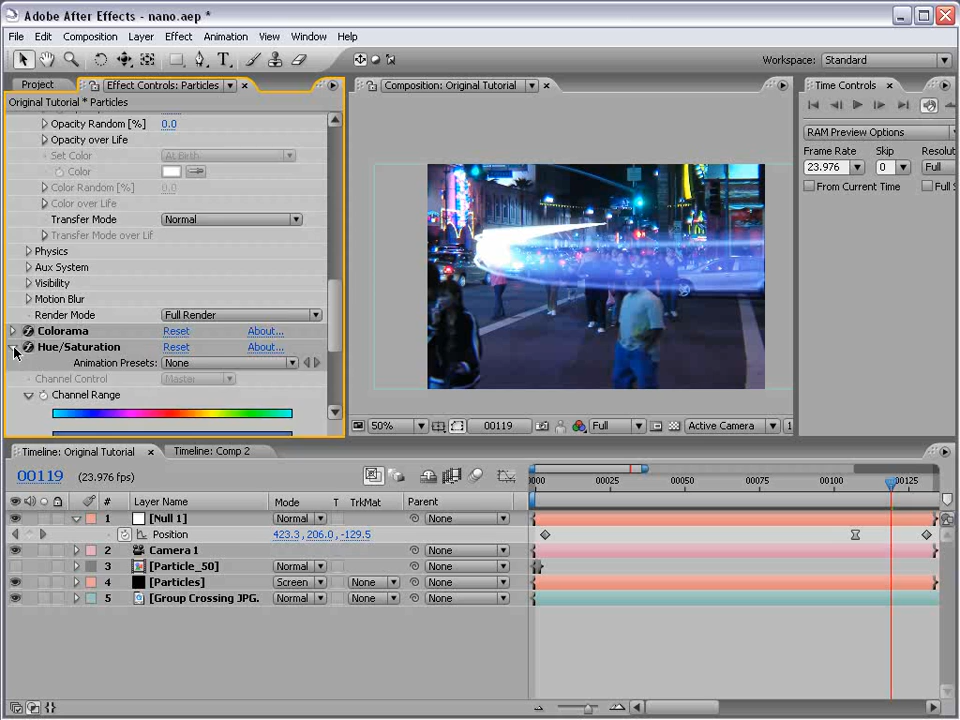 Adobe After Effects - nano.aep *
File Edit Composition Layer Effect Animation View Window Help
Workspace: Standard
Project Effect Controls: Particles
Original Tutorial * Particles
Opacity Random [%] 0.0
Opacity over Life
Set Color At Birth
Color
Color Random [%] 0.0
Color over Life
Transfer Mode Normal
Transfer Mode over Lif
Physics
Aux System
Visibility
Motion Blur
Render Mode Full Render
Colorama Reset About...
Hue/Saturation Reset About...
Animation Presets: None
Channel Control Master
Channel Range
Composition: Original Tutorial
50% 00119 Full Active Camera 1
Time Controls
RAM Preview Options
Frame Rate Skip Resolut
23.976 0 Full
From Current Time Full S
Timeline: Original Tutorial Timeline: Comp 2
00119 (23.976 fps)
0000 00025 00050 00075 00100 00125
# Layer Name Mode T TrkMat Parent
1 [Null 1] Normal None
Position 423.3, 206.0, -129.5
2 Camera 1 None
3 [Particle_50] Normal None
4 [Particles] Screen None None
5 [Group Crossing JPG. Normal None None